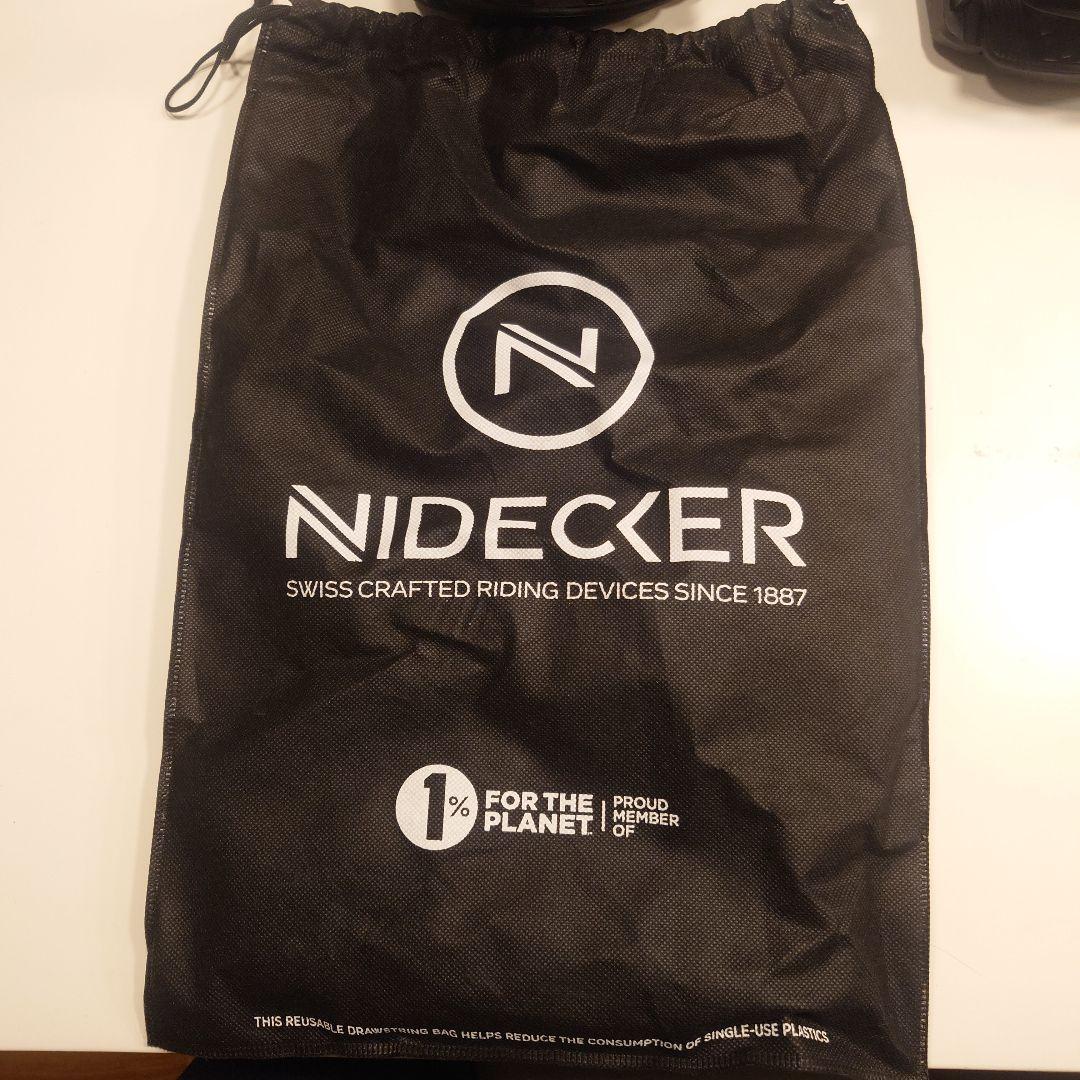 N
NIDECKER
SWISS CRAFTED RIDING DEVICES SINCE 1887
1%
FOR THE
PLANET™
PROUD
MEMBER
OF
THIS REUSABLE DRAWSTRING BAG HELPS REDUCE THE CONSUMPTION OF SINGLE-USE PLASTICS